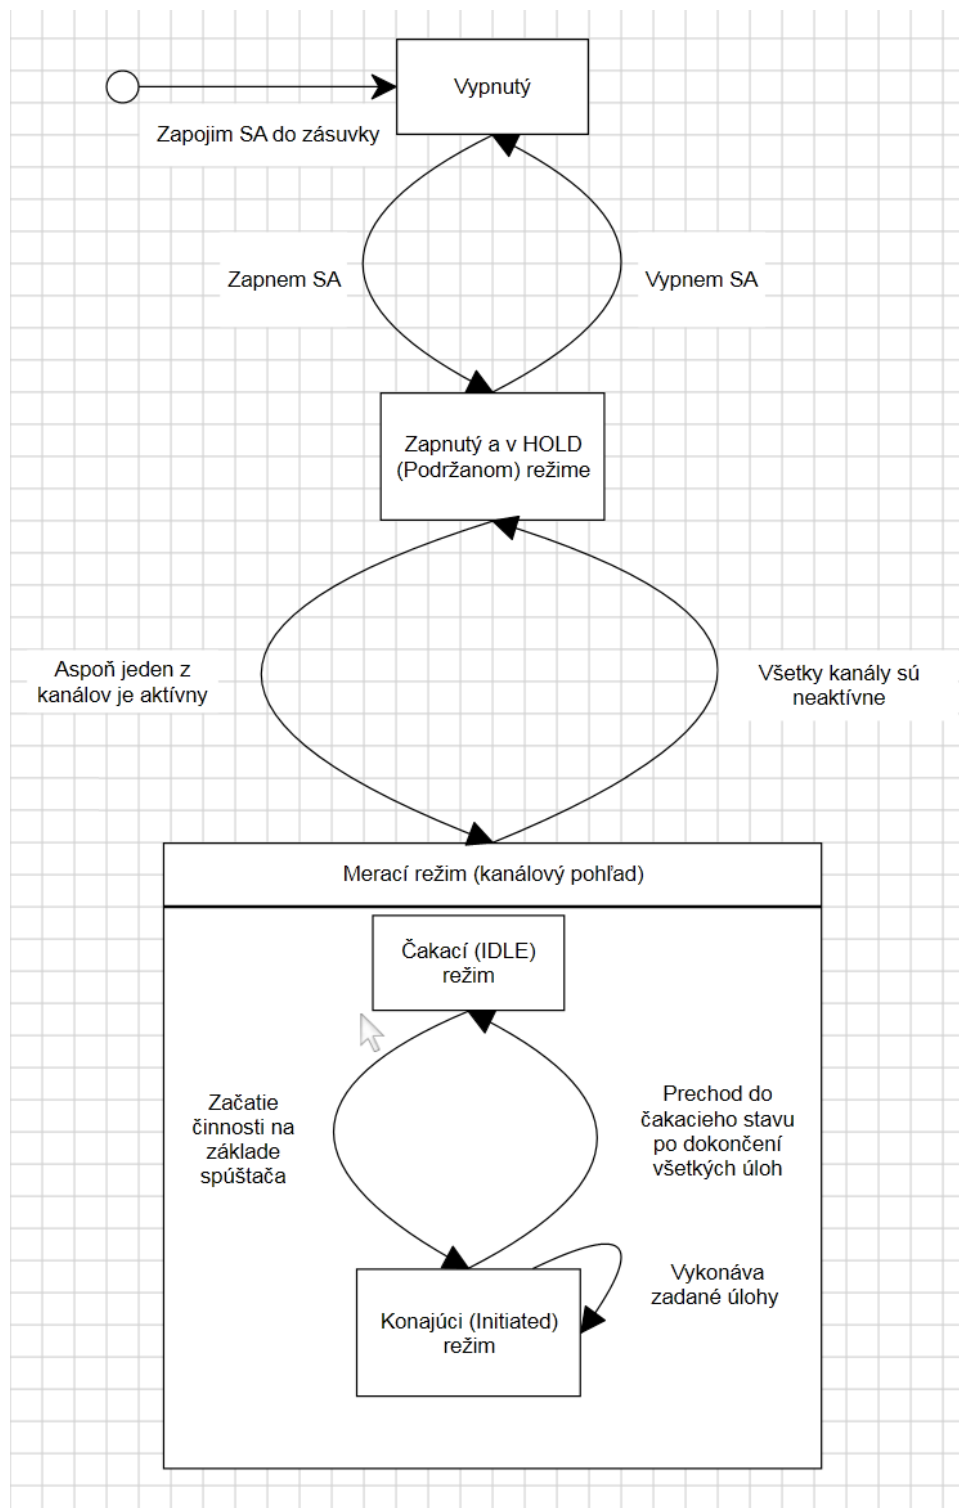 Vypnutý
Zapojim SA do zásuvky
Zapnem SA
Vypnem SA
Zapnutý a v HOLD
(Podržanom) režime
Aspoň jeden z
kanálov je aktívny
Všetky kanály sú
neaktívne
Merací režim (kanálový pohľad)
Čakací (IDLE)
režim
Začatie
činnosti na
základe
spúštača
Prechod do
čakacieho stavu
po dokončení
všetkých úloh
Vykonáva
zadané úlohy
Konajúci (Initiated)
režim